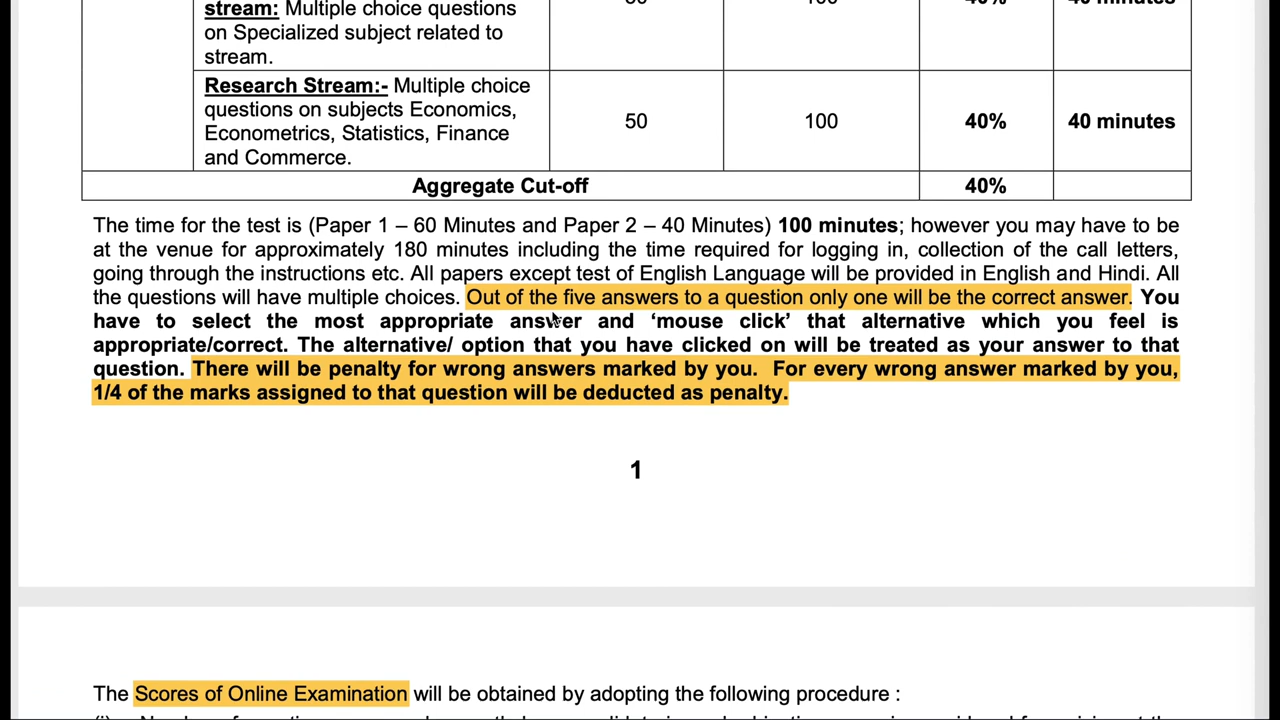 stream: Multiple choice questions
on Specialized subject related to
stream.
40%
40 minutes
Research Stream:- Multiple choice
questions on subjects Economics,
Econometrics, Statistics, Finance
and Commerce.
50
100
40%
40 minutes
Aggregate Cut-off
40%
The time for the test is (Paper 1 – 60 Minutes and Paper 2 – 40 Minutes) 100 minutes; however you may have to be
at the venue for approximately 180 minutes including the time required for logging in, collection of the call letters,
going through the instructions etc. All papers except test of English Language will be provided in English and Hindi. All
the questions will have multiple choices. Out of the five answers to a question only one will be the correct answer. You
have to select the most appropriate answer and ‘mouse click’ that alternative which you feel is
appropriate/correct. The alternative/ option that you have clicked on will be treated as your answer to that
question. There will be penalty for wrong answers marked by you.  For every wrong answer marked by you,
1/4 of the marks assigned to that question will be deducted as penalty.
1
The Scores of Online Examination will be obtained by adopting the following procedure :